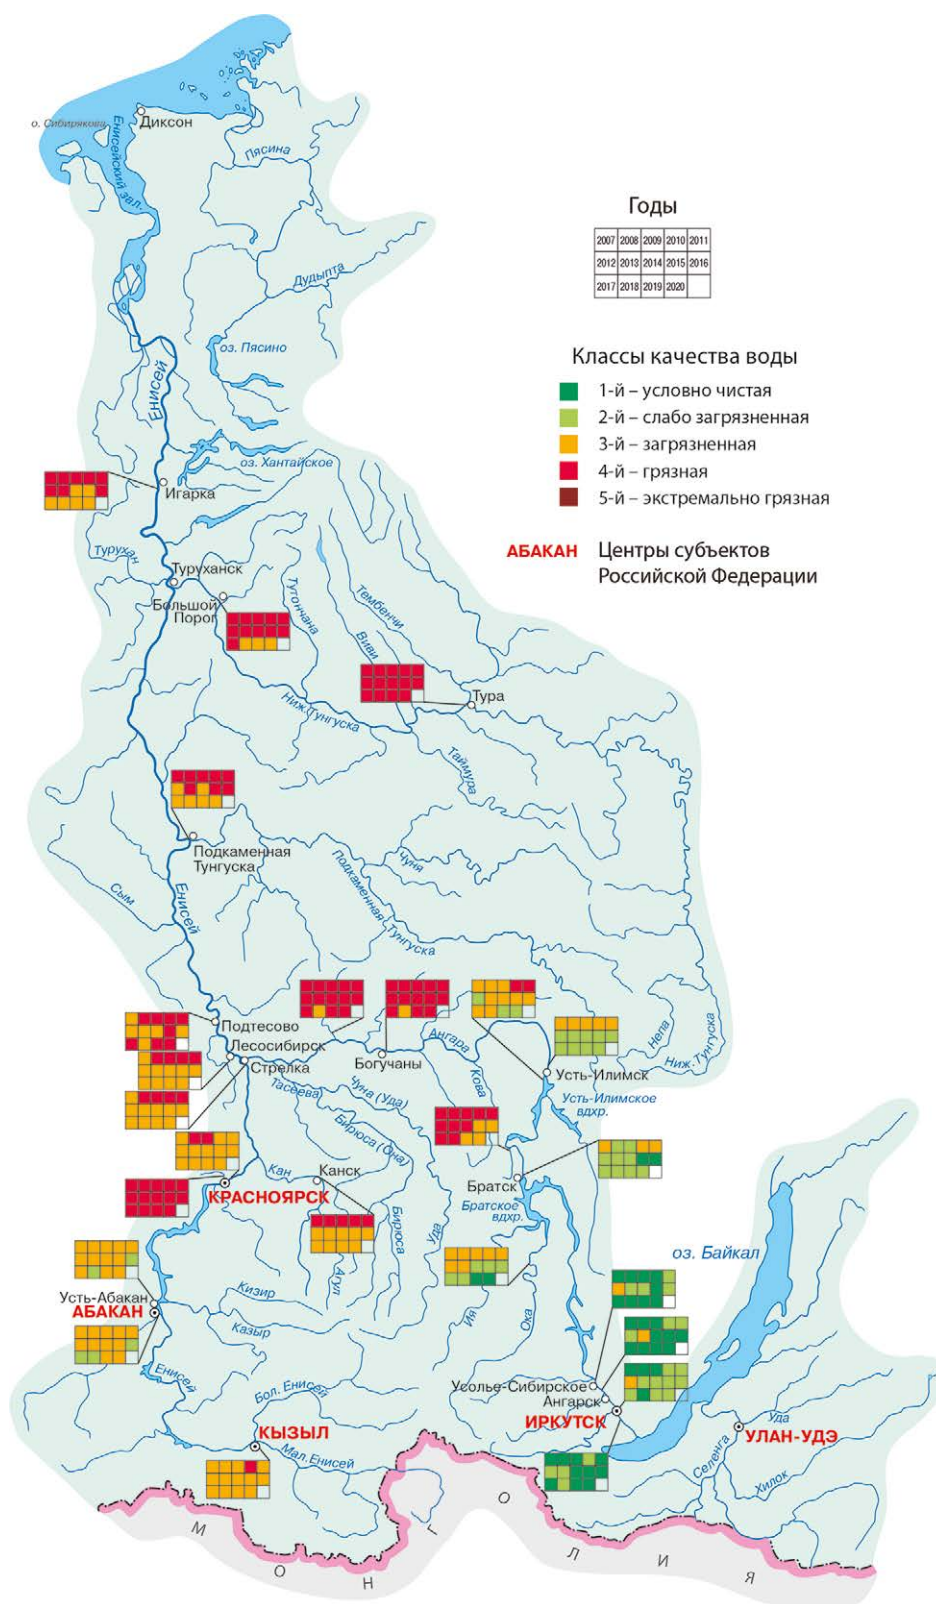 Диксон
о. Сибирякова
Енисейский зал.
Пясина
Годы
2007 2008 2009 2010 2011
2012 2013 2014 2015 2016
2017 2018 2019 2020
Дудыпта
оз. Пясино
Классы качества воды
1-й – условно чистая
2-й – слабо загрязненная
3-й – загрязненная
4-й – грязная
5-й – экстремально грязная
АБАКАН
Центры субъектов
Российской Федерации
Енисей
оз. Хантайское
Игарка
Турухан
Туруханск
Большой
Порог
Тутончана
Тембенчи
Виви
Тура
Ниж.Тунгуска
Таймура
Подкаменная
Тунгуска
Чуня
Подкаменная Тунгуска
Сым
Енисей
Подтесово
Лесосибирск
Стрелка
Богучаны
Ангара
Кова
Непа
Ниж.Тунгуска
Усть-Илимск
Усть-Илимское
вдхр.
Тасеева
Чуна (Уда)
Бирюса (Она)
Кан
Канск
КРАСНОЯРСК
Братск
Братское
вдхр.
Бирюса
Уда
Агул
оз. Байкал
Усть-Абакан
АБАКАН
Кизир
Казыр
Ия
Ока
Енисей
Бол. Енисей
Усолье-Сибирское
Ангарск
ИРКУТСК
КЫЗЫЛ
Мал. Енисей
Уда
УЛАН-УДЭ
Селенга
Хилок
МОНГОЛИЯ